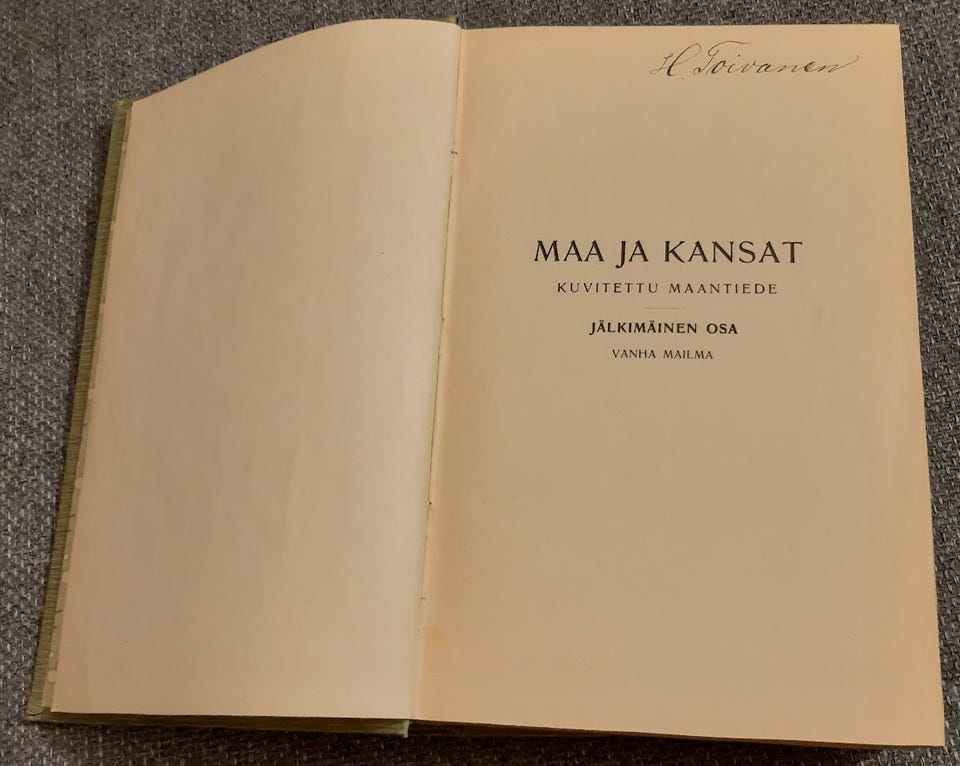 H. Toivanen
MAA JA KANSAT
KUVITETTU MAANTIEDE
JÄLKIMÄINEN OSA
VANHA MAILMA